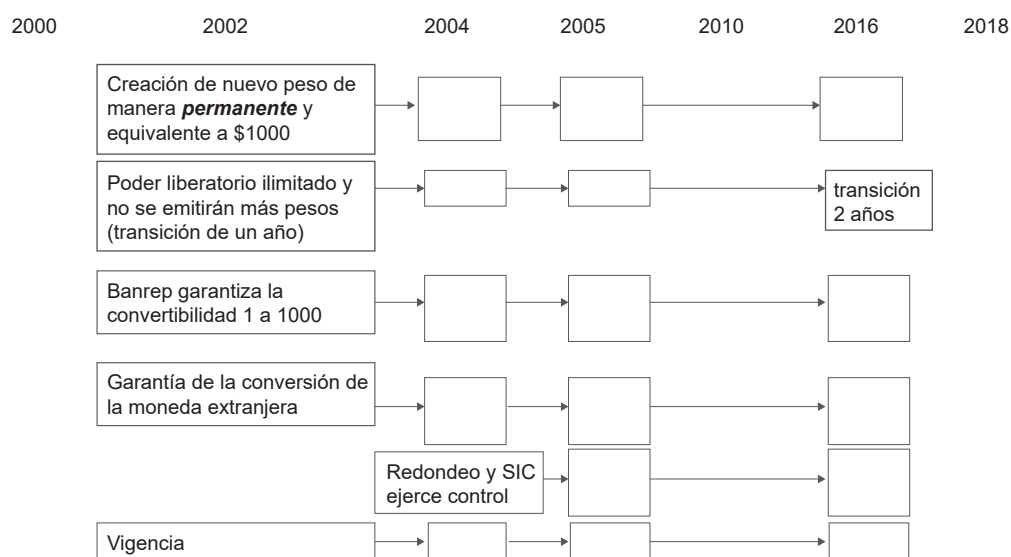 2000 2002 2004 2005 2010 2016 2018
Creación de nuevo peso de
manera permanente y
equivalente a $1000
Poder liberatorio ilimitado y
no se emitirán más pesos
(transición de un año)
transición
2 años
Banrep garantiza la
convertibilidad 1 a 1000
Garantía de la conversión de
la moneda extranjera
Redondeo y SIC
ejerce control
Vigencia